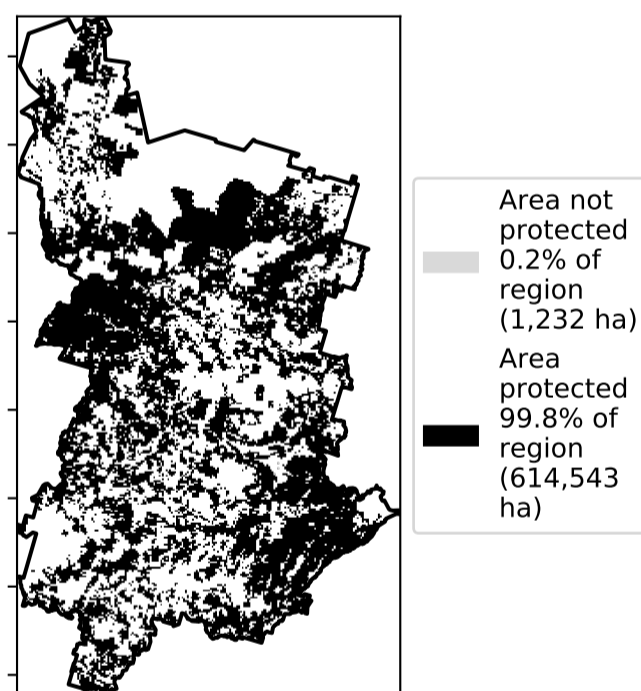 Area not
protected
0.2% of
region
(1,232 ha)
Area
protected
99.8% of
region
(614,543
ha)